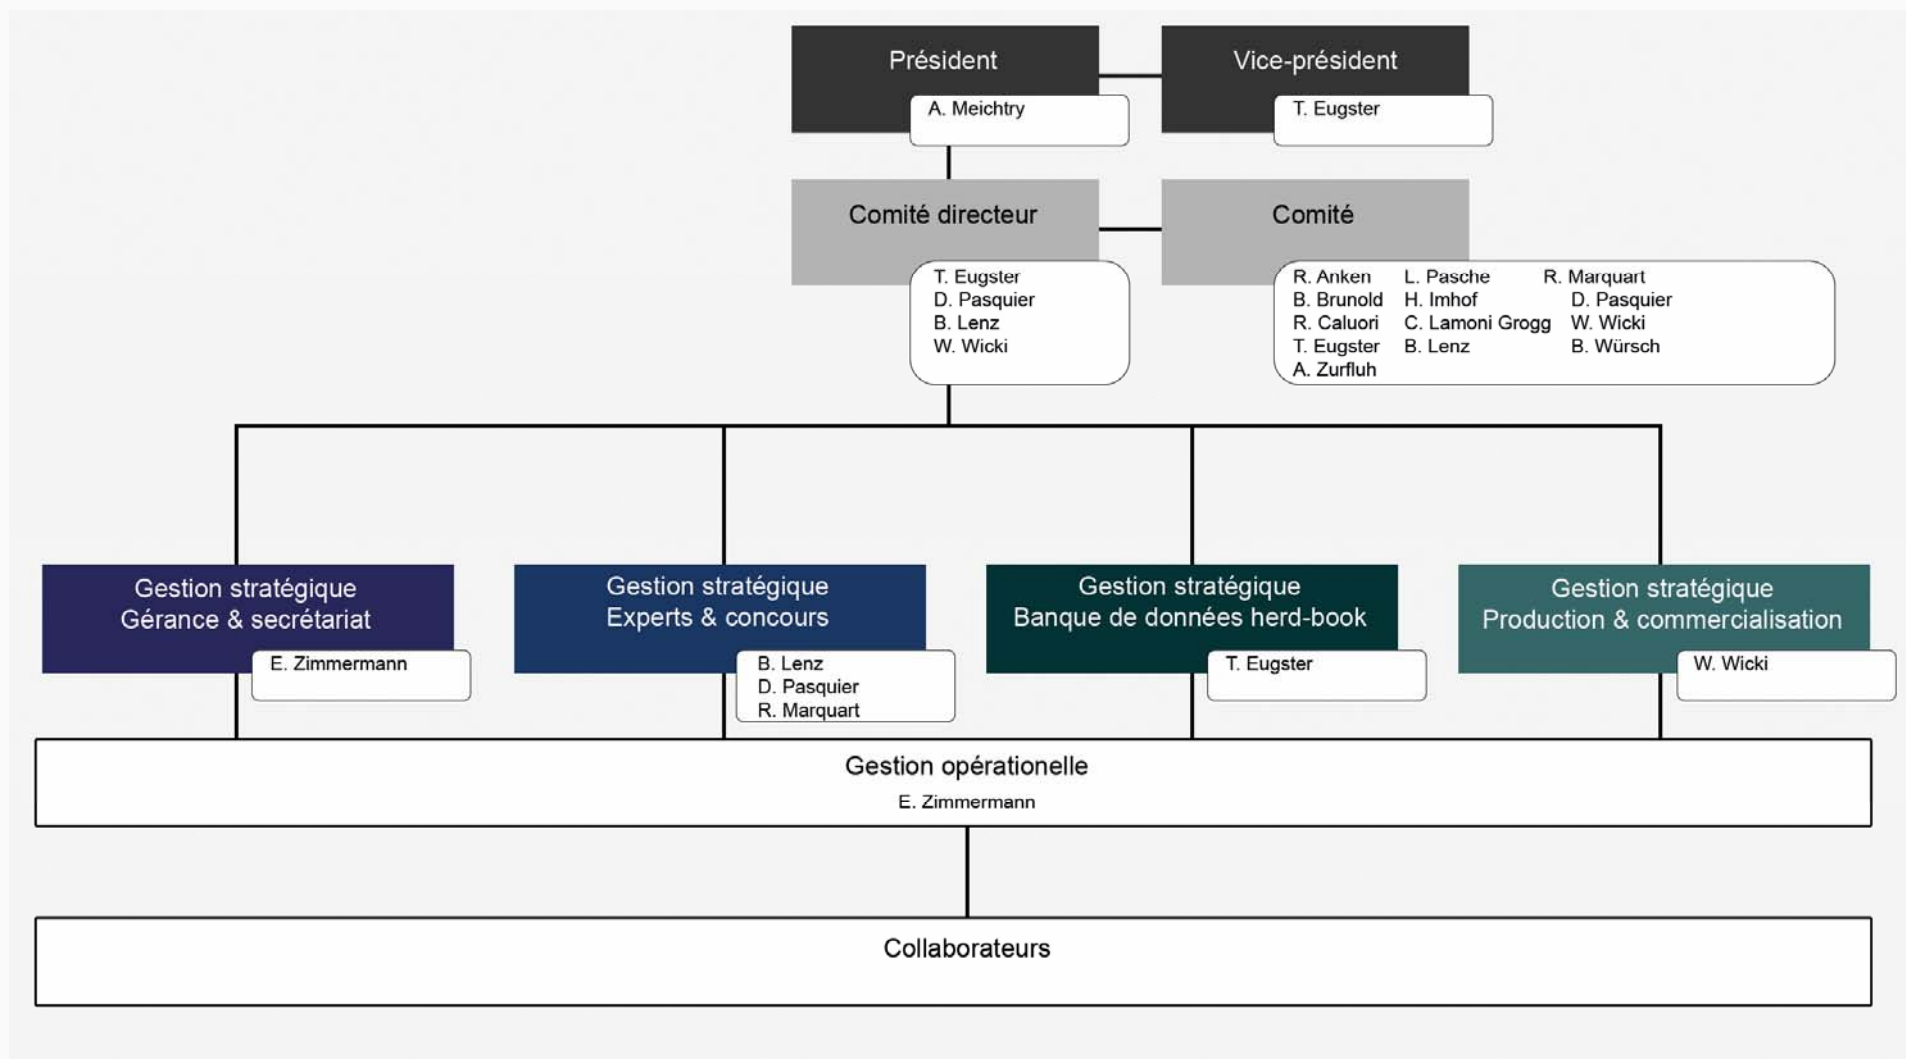 Président
A. Meichtry
Vice-président
T. Eugster
Comité directeur
T. Eugster
D. Pasquier
B. Lenz
W. Wicki
Comité
R. Anken L. Pasche R. Marquart
B. Brunold H. Imhof D. Pasquier
R. Caluori C. Lamoni Grogg W. Wicki
T. Eugster B. Lenz B. Würsch
A. Zurfluh
Gestion stratégique
Gérance & secrétariat
E. Zimmermann
Gestion stratégique
Experts & concours
B. Lenz
D. Pasquier
R. Marquart
Gestion stratégique
Banque de données herd-book
T. Eugster
Gestion stratégique
Production & commercialisation
W. Wicki
Gestion opérationelle
E. Zimmermann
Collaborateurs